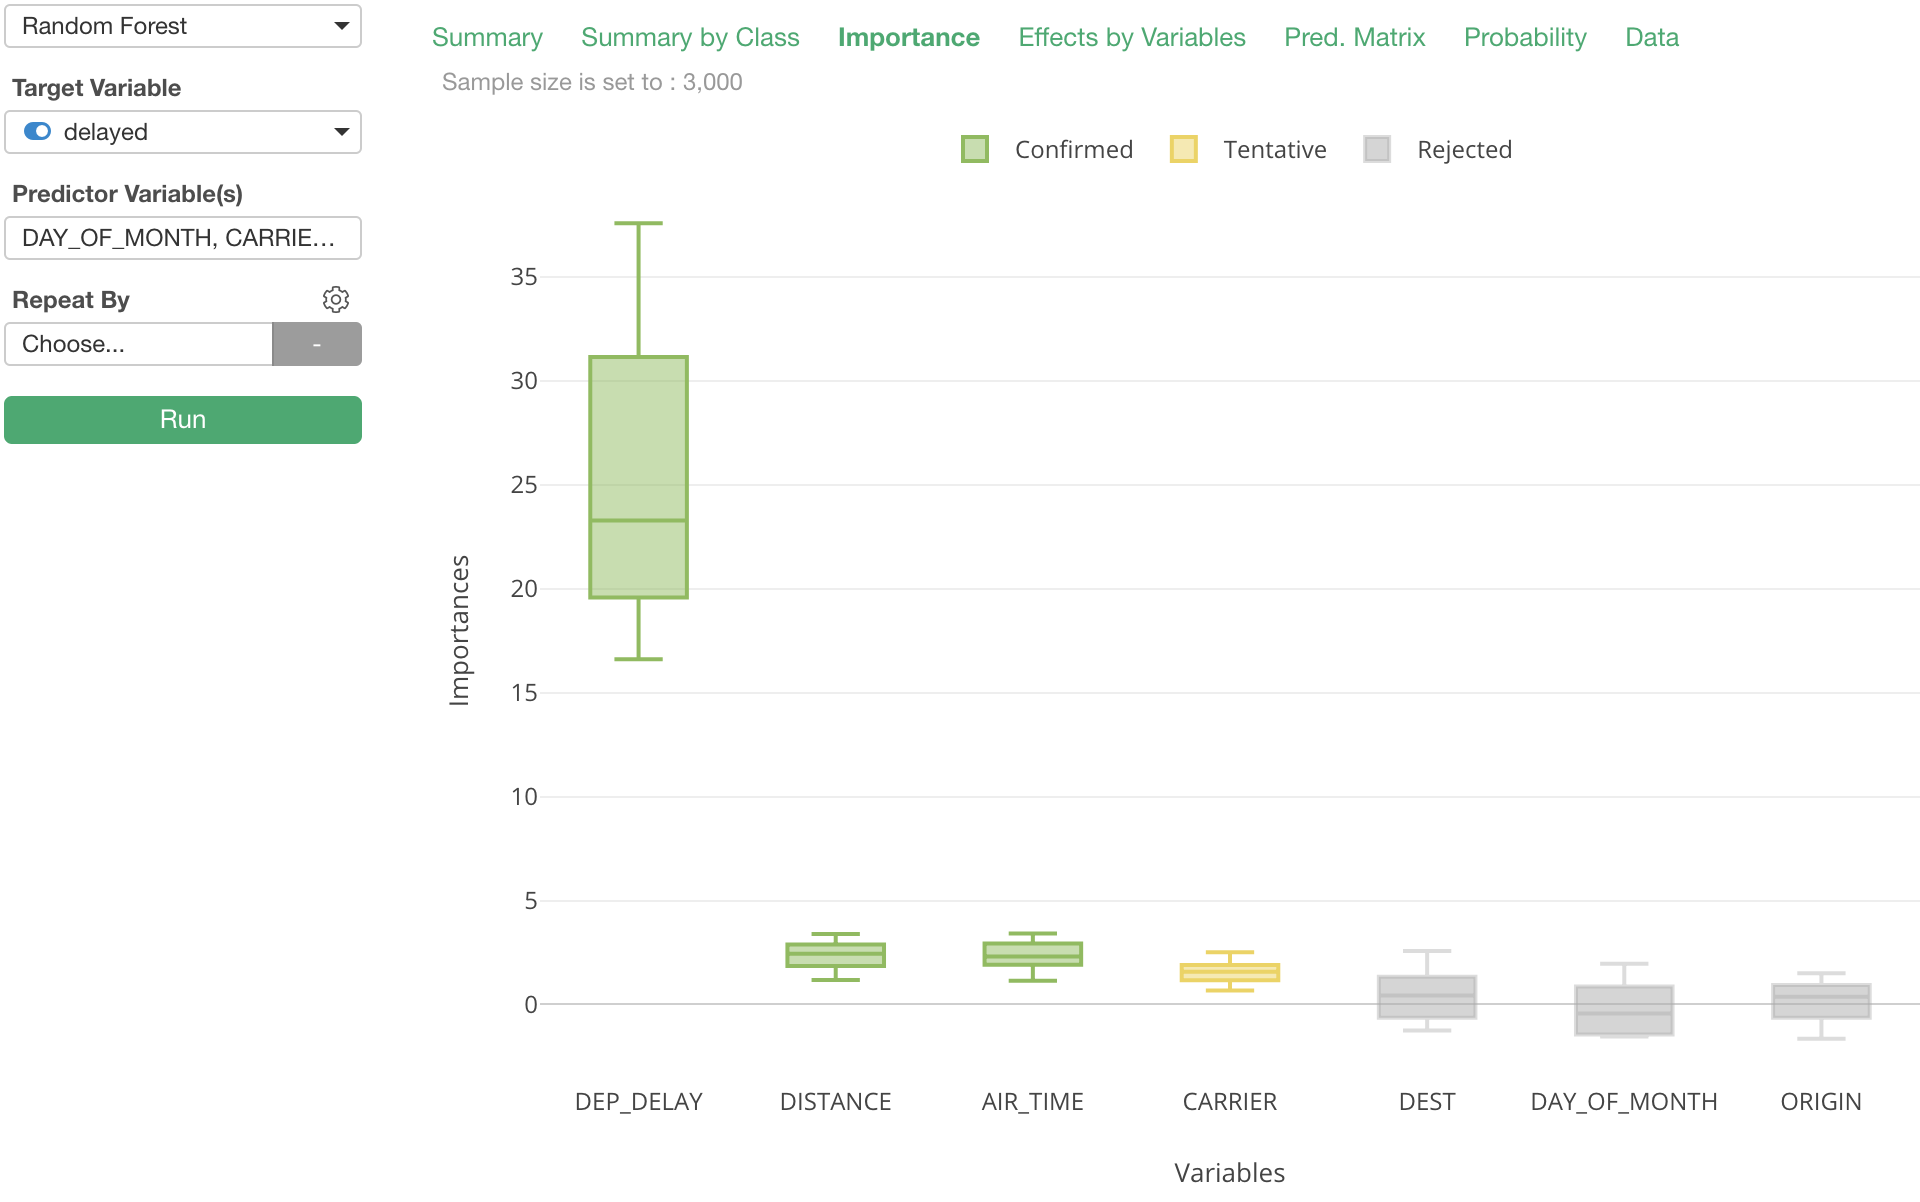 Random Forest
Target Variable
delayed
Predictor Variable(s)
DAY_OF_MONTH, CARRIE...
Repeat By
Choose...
-
Run
Summary Summary by Class Importance Effects by Variables Pred. Matrix Probability Data
Sample size is set to : 3,000
Confirmed Tentative Rejected
Importances
35
30
25
20
15
10
5
0
DEP_DELAY DISTANCE AIR_TIME CARRIER DEST DAY_OF_MONTH ORIGIN
Variables